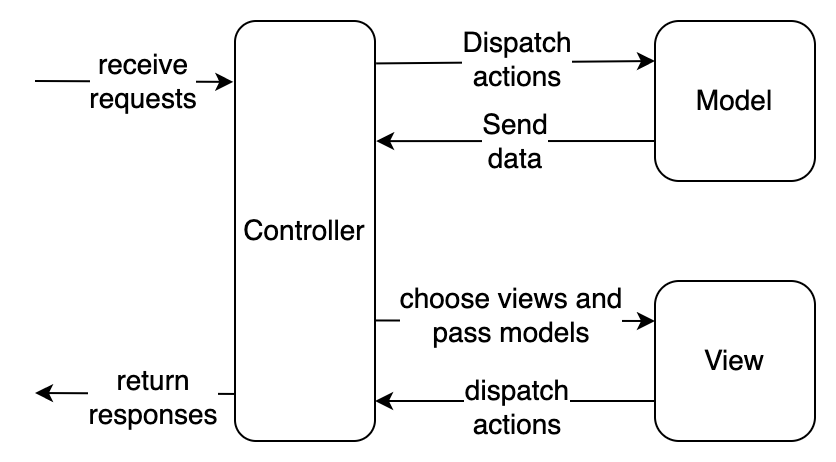 receive
requests
Dispatch
actions
Model
Send
data
Controller
choose views and
pass models
View
return
responses
dispatch
actions